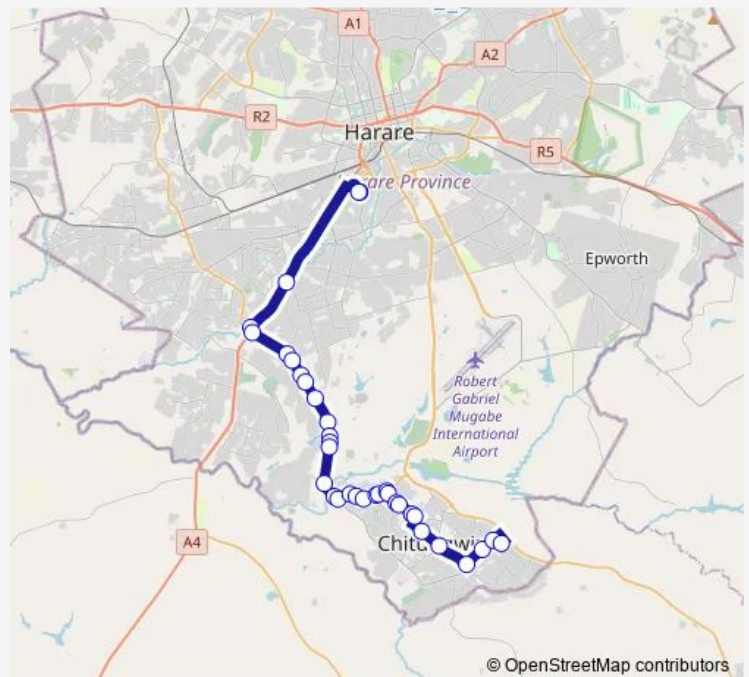 A1
A2
R2
Harare
R5
Harare Province
Epworth
Robert
Gabriel
Mugabe
International
Airport
A4
© OpenStreetMap contributors